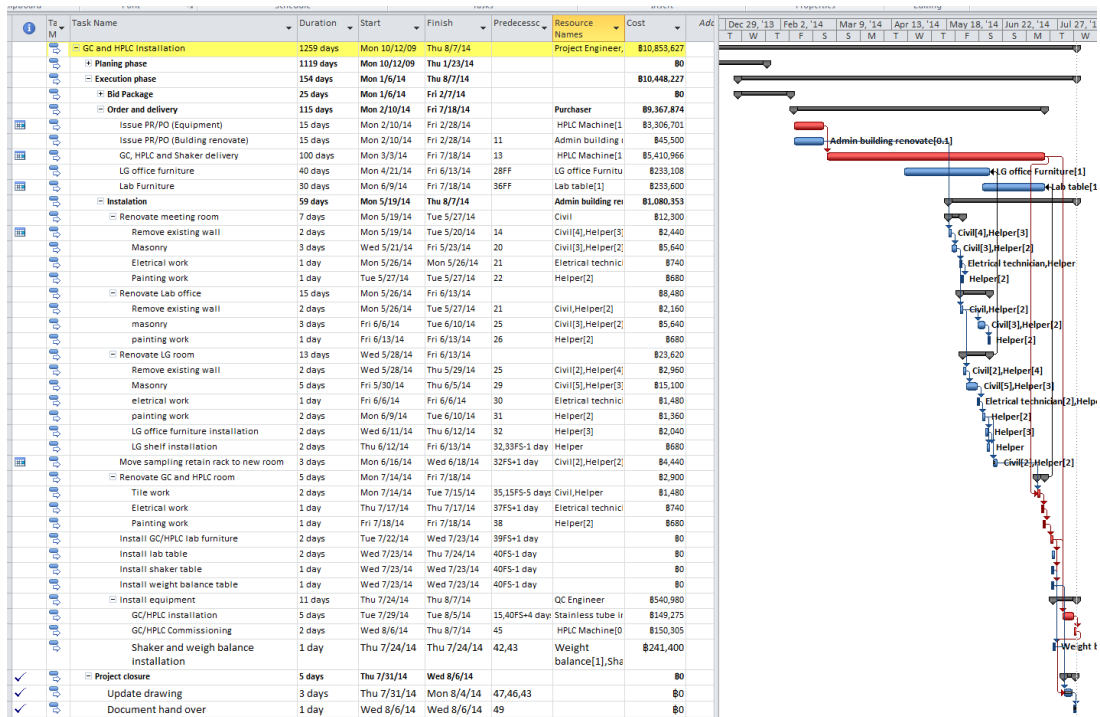 Schedule Tasks Insert Properties Editing
Ta M Task Name Duration Start Finish Predecessc Resource Names Cost Add
Dec 29, '13 Feb 2, '14 Mar 9, '14 Apr 13, '14 May 18, '14 Jun 22, '14 Jul 27, '1
T W T F S S M T W T F S S M T W
GC and HPLC Installation 1259 days Mon 10/12/09 Thu 8/7/14 Project Engineer, ฿10,853,627
Planing phase 1119 days Mon 10/12/09 Thu 1/23/14 ฿0
Execution phase 154 days Mon 1/6/14 Thu 8/7/14 ฿10,448,227
Bid Package 25 days Mon 1/6/14 Fri 2/7/14 ฿0
Order and delivery 115 days Mon 2/10/14 Fri 7/18/14 Purchaser ฿9,367,874
Issue PR/PO (Equipment) 15 days Mon 2/10/14 Fri 2/28/14 HPLC Machine[1 ฿3,306,701
Issue PR/PO (Bulding renovate) 15 days Mon 2/10/14 Fri 2/28/14 11 Admin building r ฿45,500 Admin building renovate[0.1]
GC, HPLC and Shaker delivery 100 days Mon 3/3/14 Fri 7/18/14 13 HPLC Machine[1 ฿5,410,966
LG office furniture 40 days Mon 4/21/14 Fri 6/13/14 28FF LG office Furnitu ฿233,108 LG office Furniture[1]
Lab Furniture 30 days Mon 6/9/14 Fri 7/18/14 36FF Lab table[1] ฿233,600 Lab table[1
Instalation 59 days Mon 5/19/14 Thu 8/7/14 Admin building rei ฿1,080,353
Renovate meeting room 7 days Mon 5/19/14 Tue 5/27/14 Civil ฿12,300
Remove existing wall 2 days Mon 5/19/14 Tue 5/20/14 14 Civil[4],Helper[3] ฿2,440 Civil[4],Helper[3]
Masonry 3 days Wed 5/21/14 Fri 5/23/14 20 Civil[3],Helper[2] ฿5,640 Civil[3],Helper[2]
Eletrical work 1 day Mon 5/26/14 Mon 5/26/14 21 Eletrical technici ฿740 Eletrical technician,Helper
Painting work 1 day Tue 5/27/14 Tue 5/27/14 22 Helper[2] ฿680 Helper[2]
Renovate Lab office 15 days Mon 5/26/14 Fri 6/13/14 ฿8,480
Remove existing wall 2 days Mon 5/26/14 Tue 5/27/14 21 Civil,Helper[2] ฿2,160 Civil,Helper[2]
masonry 3 days Fri 6/6/14 Tue 6/10/14 25 Civil[3],Helper[2] ฿5,640 Civil[3],Helper[2]
painting work 1 day Fri 6/13/14 Fri 6/13/14 26 Helper[2] ฿680 Helper[2]
Renovate LG room 13 days Wed 5/28/14 Fri 6/13/14 ฿23,620
Remove existing wall 2 days Wed 5/28/14 Thu 5/29/14 25 Civil[2],Helper[4] ฿2,960 Civil[2],Helper[4]
Masonry 5 days Fri 5/30/14 Thu 6/5/14 29 Civil[5],Helper[3] ฿15,100 Civil[5],Helper[3]
eletrical work 1 day Fri 6/6/14 Fri 6/6/14 30 Eletrical technici ฿1,480 Eletrical technician[2],Helpe
painting work 2 days Mon 6/9/14 Tue 6/10/14 31 Helper[2] ฿1,360 Helper[2]
LG office furniture installation 2 days Wed 6/11/14 Thu 6/12/14 32 Helper[3] ฿2,040 Helper[3]
LG shelf installation 2 days Thu 6/12/14 Fri 6/13/14 32,33FS-1 day Helper ฿680 Helper
Move sampling retain rack to new room 3 days Mon 6/16/14 Wed 6/18/14 32FS+1 day Civil[2],Helper[2] ฿4,440 Civil[2],Helper[2]
Renovate GC and HPLC room 5 days Mon 7/14/14 Fri 7/18/14 ฿2,900
Tile work 2 days Mon 7/14/14 Tue 7/15/14 35,15FS-5 days Civil,Helper ฿1,480
Eletrical work 1 day Thu 7/17/14 Thu 7/17/14 37FS+1 day Eletrical technici ฿740
Painting work 1 day Fri 7/18/14 Fri 7/18/14 38 Helper[2] ฿680
Install GC/HPLC lab furniture 2 days Tue 7/22/14 Wed 7/23/14 39FS+1 day ฿0
Install lab table 2 days Wed 7/23/14 Thu 7/24/14 40FS-1 day ฿0
Install shaker table 1 day Wed 7/23/14 Wed 7/23/14 40FS-1 day ฿0
Install weight balance table 1 day Wed 7/23/14 Wed 7/23/14 40FS-1 day ฿0
Install equipment 11 days Thu 7/24/14 Thu 8/7/14 QC Engineer ฿540,980
GC/HPLC installation 5 days Tue 7/29/14 Tue 8/5/14 15,40FS+4 day Stainless tube ir ฿149,275
GC/HPLC Commissioning 2 days Wed 8/6/14 Thu 8/7/14 45 HPLC Machine[0 ฿150,305
Shaker and weigh balance installation 1 day Thu 7/24/14 Thu 7/24/14 42,43 Weight balance[1],Sha ฿241,400 Weight b
Project closure 5 days Thu 7/31/14 Wed 8/6/14 ฿0
Update drawing 3 days Thu 7/31/14 Mon 8/4/14 47,46,43 ฿0
Document hand over 1 day Wed 8/6/14 Wed 8/6/14 49 ฿0